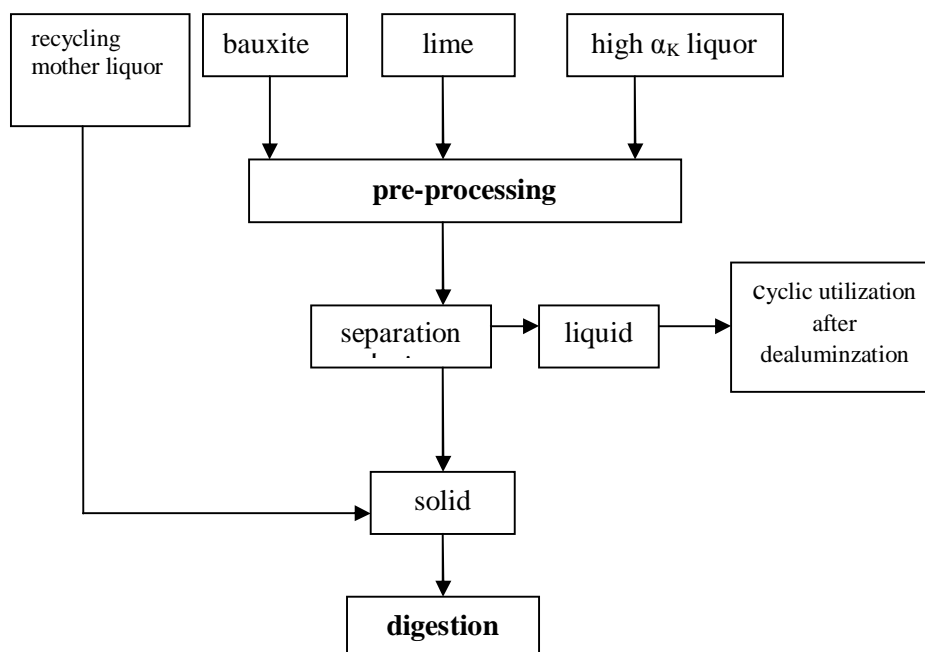 recycling
mother liquor
bauxite
lime
high αK liquor
pre-processing
separation
liquid
cyclic utilization
after
dealuminzation
solid
digestion